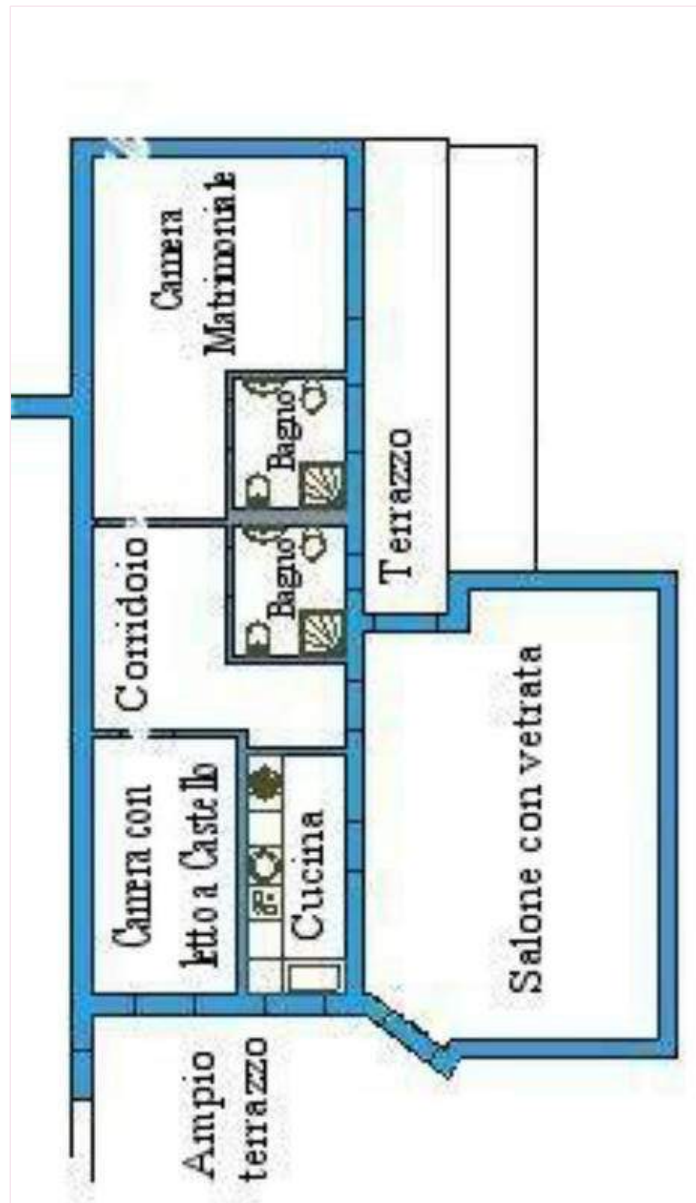 Camera
Matrimoniale
Bagno
Bagno
Corridoio
Terrazzo
Camera con
letto a Castello
Cucina
Salone con vetrata
Ampio
terrazzo